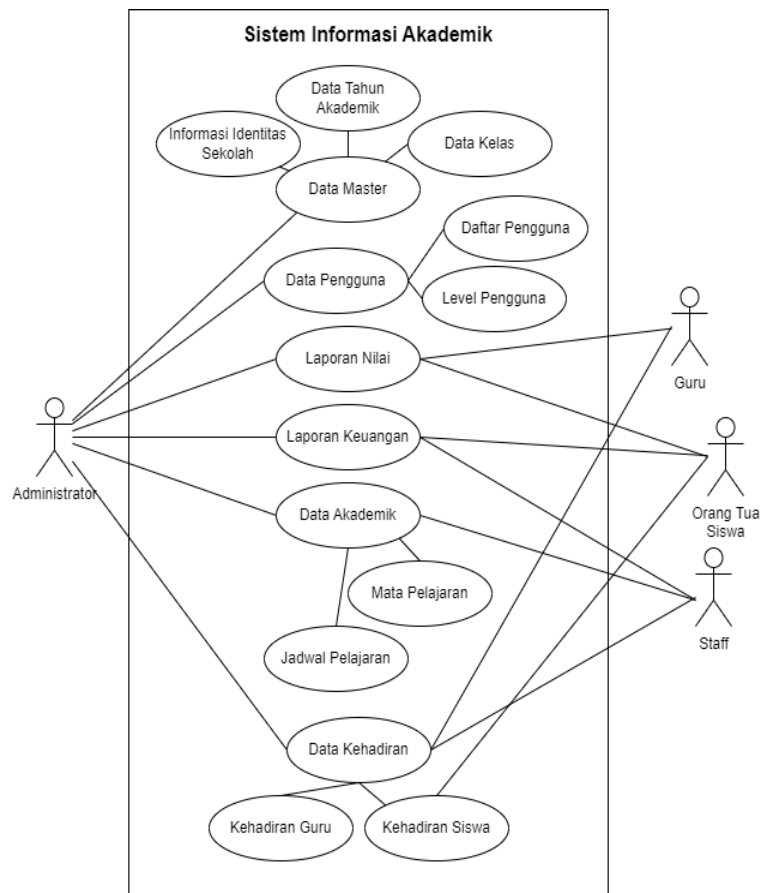 Sistem Informasi Akademik
Data Tahun
Akademik
Informasi Identitas
Sekolah
Data Kelas
Data Master
Daftar Pengguna
Data Pengguna
Level Pengguna
Laporan Nilai
Guru
Laporan Keuangan
Administrator
Orang Tua
Siswa
Data Akademik
Mata Pelajaran
Staff
Jadwal Pelajaran
Data Kehadiran
Kehadiran Guru
Kehadiran Siswa